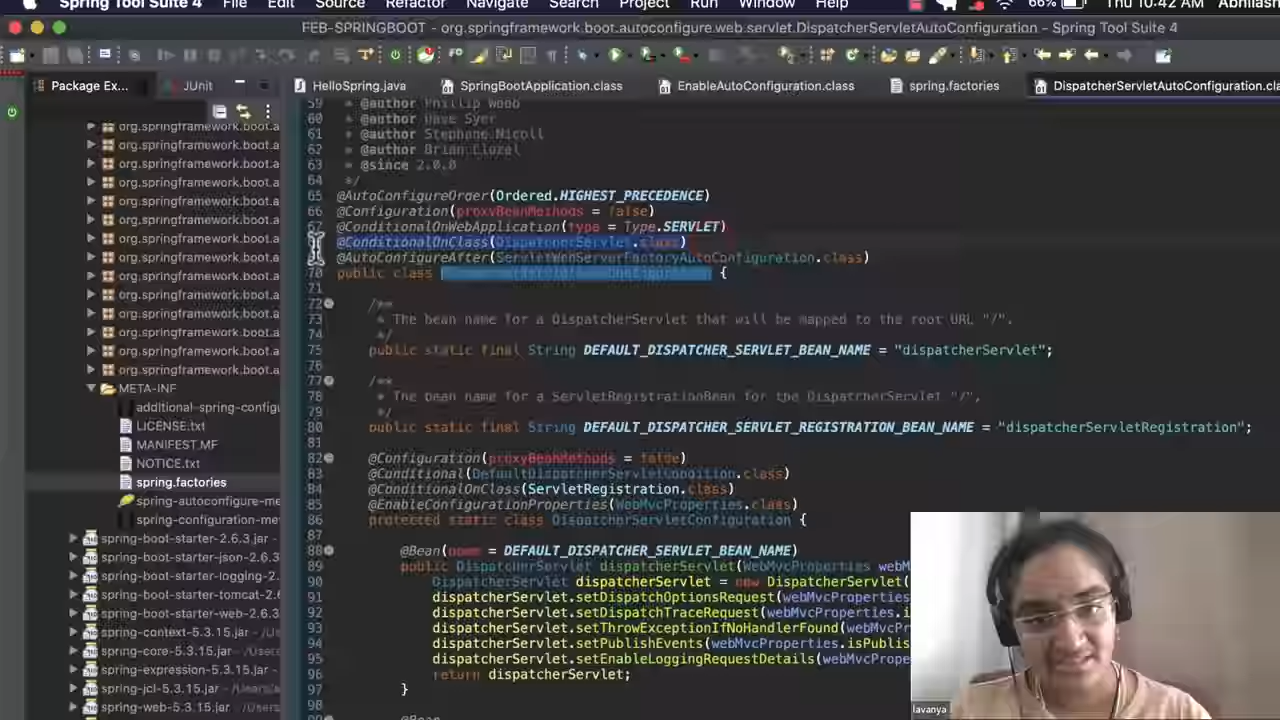 Spring Tool Suite 4 File Edit Source Refactor Navigate Search Project Run Window Help 66% Thu 10:42 AM Abhilash
FEB-SPRINGBOOT - org.springframework.boot.autoconfigure.web.servlet.DispatcherServletAutoConfiguration - Spring Tool Suite 4
Package Ex... JUnit HelloSpring.java SpringBootApplication.class EnableAutoConfiguration.cla spring.factories DispatcherServletAutoConfiguration.cla
org.springframework.boot.a
org.springframework.boot.a
org.springframework.boot.a
org.springframework.boot.a
org.springframework.boot.a
org.springframework.boot.a
org.springframework.boot.a
org.springframework.boot.a
org.springframework.boot.a
org.springframework.boot.a
org.springframework.boot.a
org.springframework.boot.a
org.springframework.boot.a
org.springframework.boot.a
META-INF
additional-spring-configu
LICENSE.txt
MANIFEST.MF
NOTICE.txt
spring.factories
spring-autoconfigure-me
spring-configuration-me
spring-boot-starter-2.6.3.jar
spring-boot-starter-json-2.6.3
spring-boot-starter-logging-2.
spring-boot-starter-tomcat-2.6
spring-boot-starter-web-2.6.3
spring-context-5.3.15.jar - /Us
spring-core-5.3.15.jar - /User
spring-expression-5.3.15.jar -
spring-jcl-5.3.15.jar - /Users/a
spring-web-5.3.15.jar - /Users
59 * @author Phillip Webb
60 * @author Dave Syer
61 * @author Stephane Nicoll
62 * @author Brian Clozel
63 * @since 2.0.0
64 */
65 @AutoConfigureOrder(Ordered.HIGHEST_PRECEDENCE)
66 @Configuration(proxyBeanMethods = false)
67 @ConditionalOnWebApplication(type = Type.SERVLET)
@ConditionalOnClass(DispatcherServlet.class)
@AutoConfigureAfter(ServletWebServerFactoryAutoConfiguration.class)
70 public class {
71
72 /**
73 * The bean name for a DispatcherServlet that will be mapped to the root URL "/".
74 */
75 public static final String DEFAULT_DISPATCHER_SERVLET_BEAN_NAME = "dispatcherServlet";
76
77 /**
78 * The bean name for a ServletRegistrationBean for the DispatcherServlet "/".
79 */
80 public static final String DEFAULT_DISPATCHER_SERVLET_REGISTRATION_BEAN_NAME = "dispatcherServletRegistration";
81
82 @Configuration(proxyBeanMethods = false)
83 @Conditional(DefaultDispatcherServletCondition.class)
84 @ConditionalOnClass(ServletRegistration.class)
85 @EnableConfigurationProperties(WebMvcProperties.class)
86 protected static class DispatcherServletConfiguration {
87
88 @Bean(name = DEFAULT_DISPATCHER_SERVLET_BEAN_NAME)
89 public DispatcherServlet dispatcherServlet(WebMvcProperties webM
90 DispatcherServlet dispatcherServlet = new DispatcherServlet(
91 dispatcherServlet.setDispatchOptionsRequest(webMvcProperties
92 dispatcherServlet.setDispatchTraceRequest(webMvcProperties.i
93 dispatcherServlet.setThrowExceptionIfNoHandlerFound(webMvcPr
94 dispatcherServlet.setPublishEvents(webMvcProperties.isPublis
95 dispatcherServlet.setEnableLoggingRequestDetails(webMvcPrope
96 return dispatcherServlet;
97 }
98
@Bean
lavanya